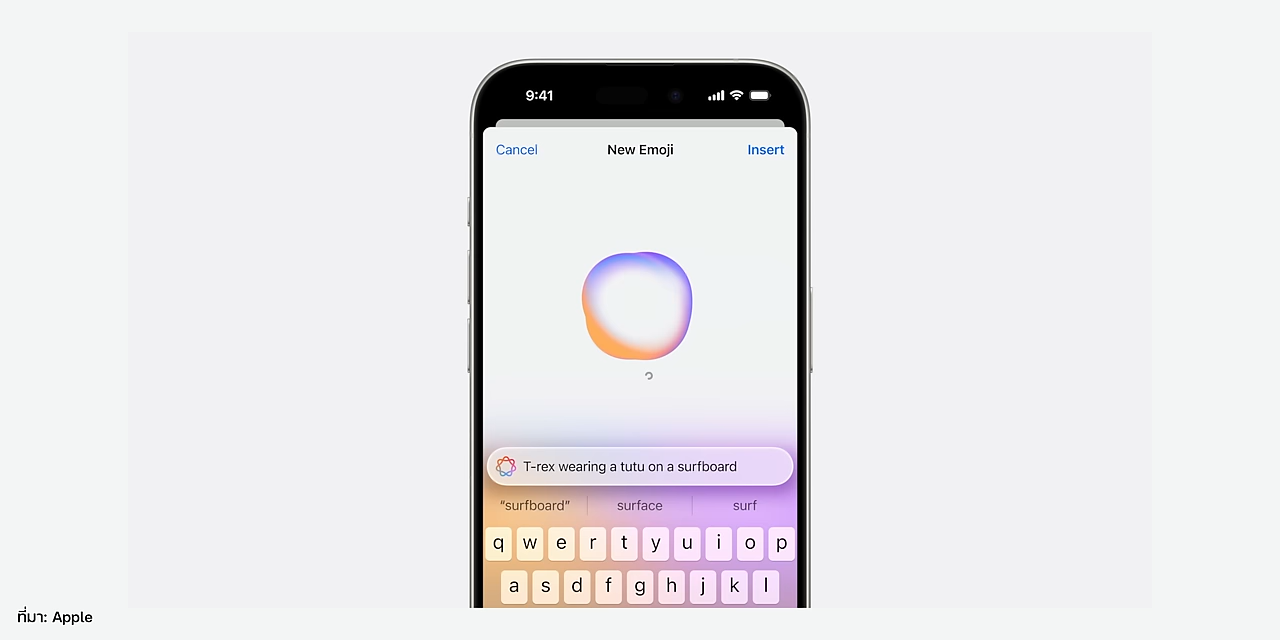 9:41
Cancel New Emoji Insert
T-rex wearing a tutu on a surfboard
“surfboard” surface surf
q w e r t y u i o p
a s d f g h j k l
ที่มา: Apple